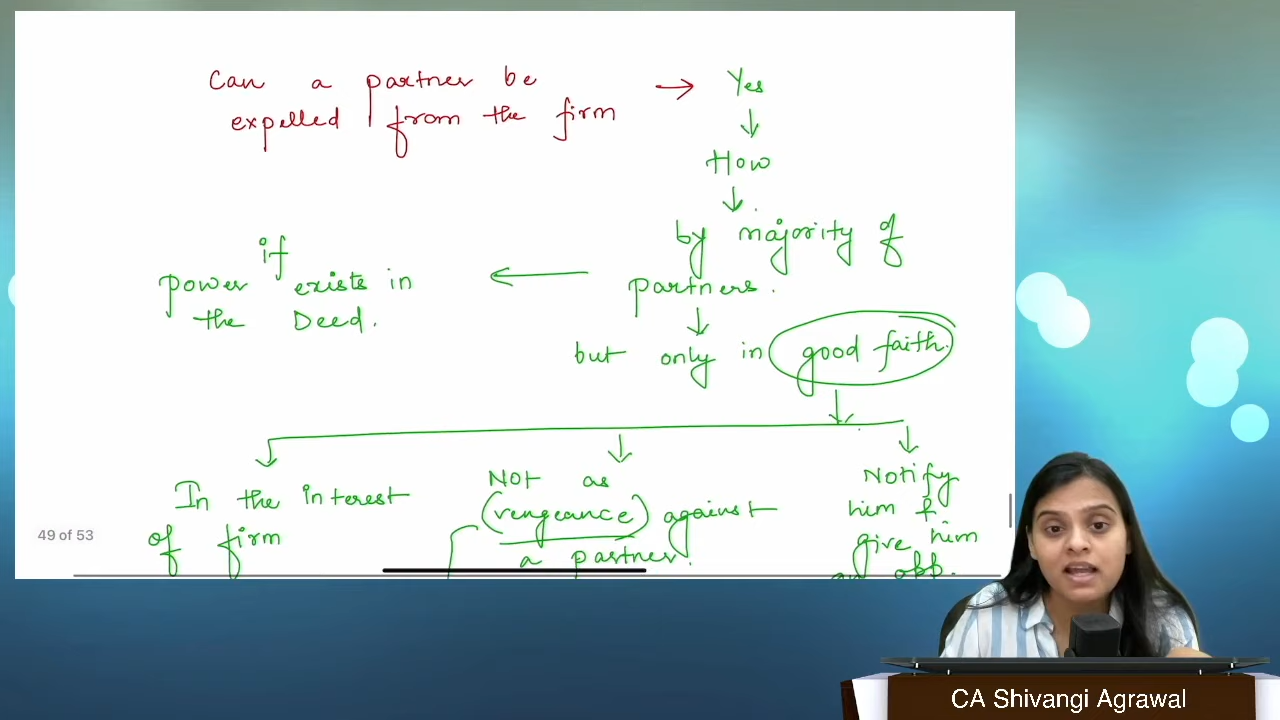 Can a partner be → Yes
expelled from the firm
How
by majority of
partners.
power if exists in
the Deed.
but only in good faith.
In the interest
of firm
Not as
(vengeance) against
a partner.
Notify
him &
give him
an opp.
49 of 53
CA Shivangi Agrawal